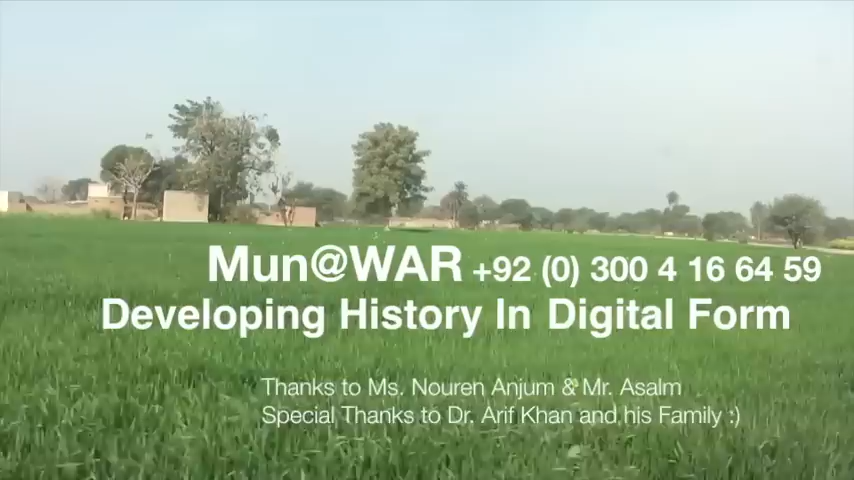 Mun@WAR +92 (0) 300 4 16 64 59
Developing History In Digital Form
Thanks to Ms. Nouren Anjum & Mr. Asalm
Special Thanks to Dr. Arif Khan and his Family :)